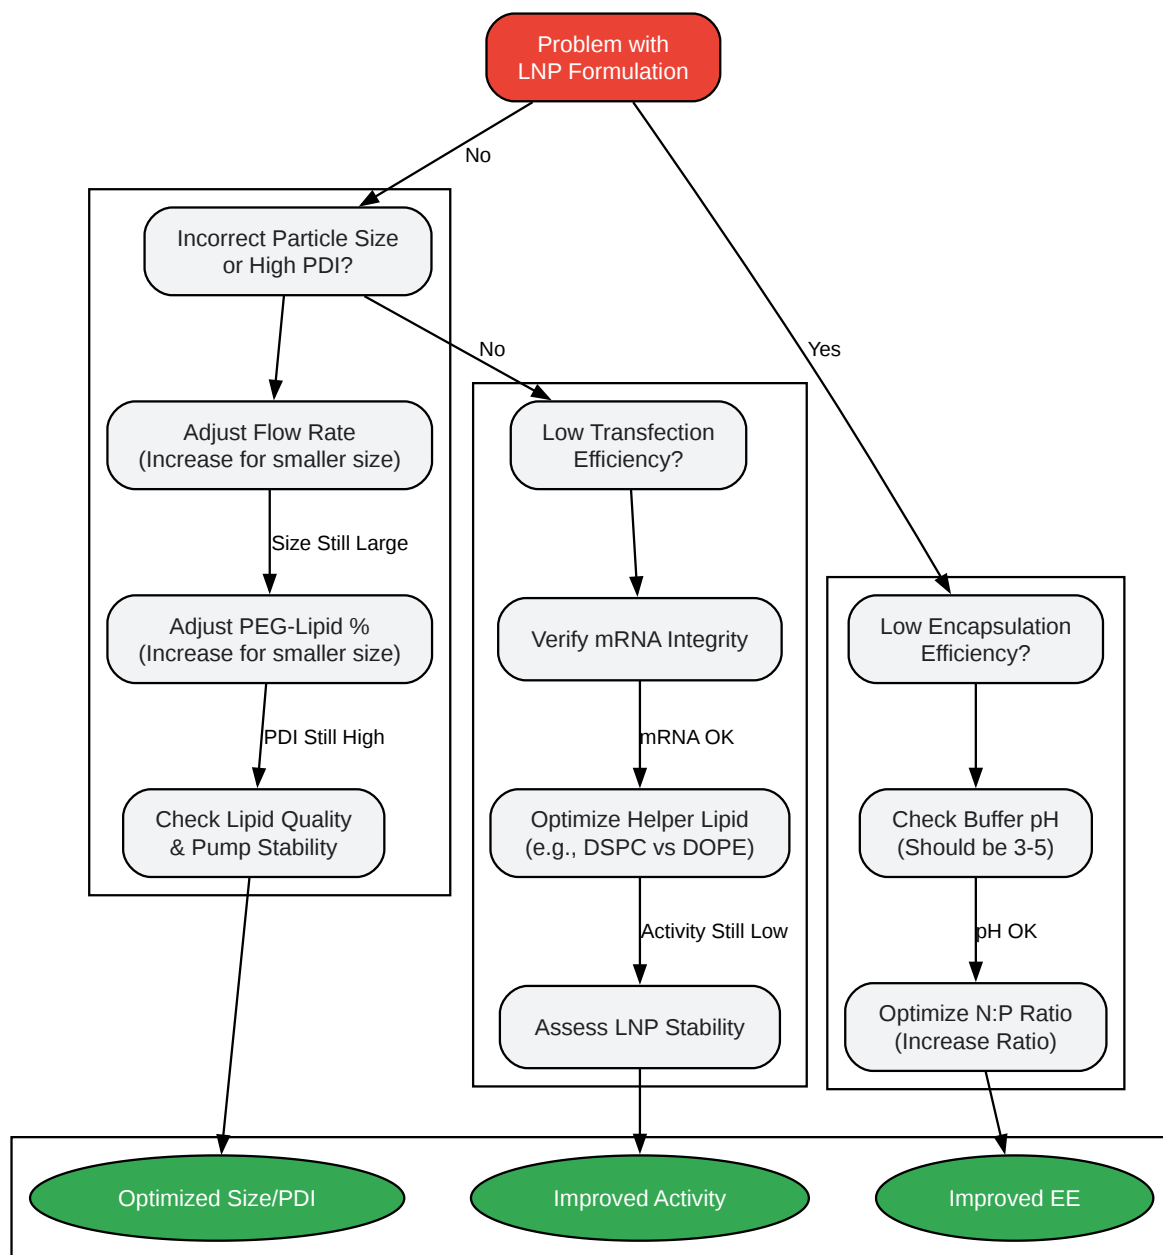 Problem with
LNP Formulation
No
Incorrect Particle Size
or High PDI?
No
Yes
Adjust Flow Rate
(Increase for smaller size)
Low Transfection
Efficiency?
Size Still Large
Adjust PEG-Lipid %
(Increase for smaller size)
Verify mRNA Integrity
Low Encapsulation
Efficiency?
PDI Still High
mRNA OK
Check Lipid Quality
& Pump Stability
Optimize Helper Lipid
(e.g., DSPC vs DOPE)
Check Buffer pH
(Should be 3-5)
Activity Still Low
pH OK
Assess LNP Stability
Optimize N:P Ratio
(Increase Ratio)
Optimized Size/PDI
Improved Activity
Improved EE